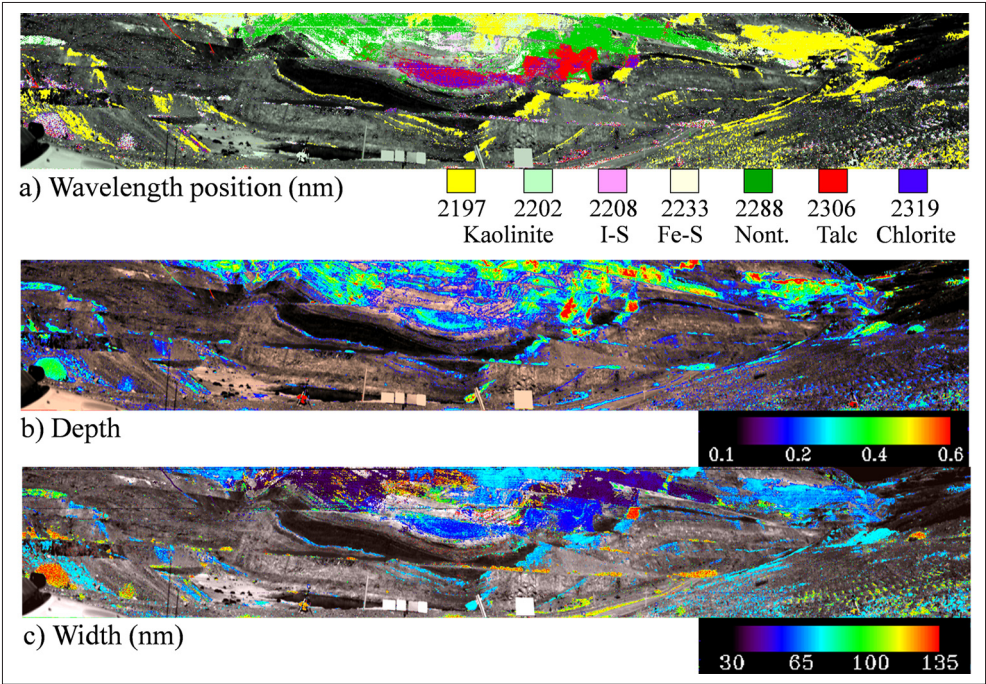 a) Wavelength position (nm)
2197 2202 2208 2233 2288 2306 2319
Kaolinite I-S Fe-S Nont. Talc Chlorite
b) Depth
0.1 0.2 0.4 0.6
c) Width (nm)
30 65 100 135